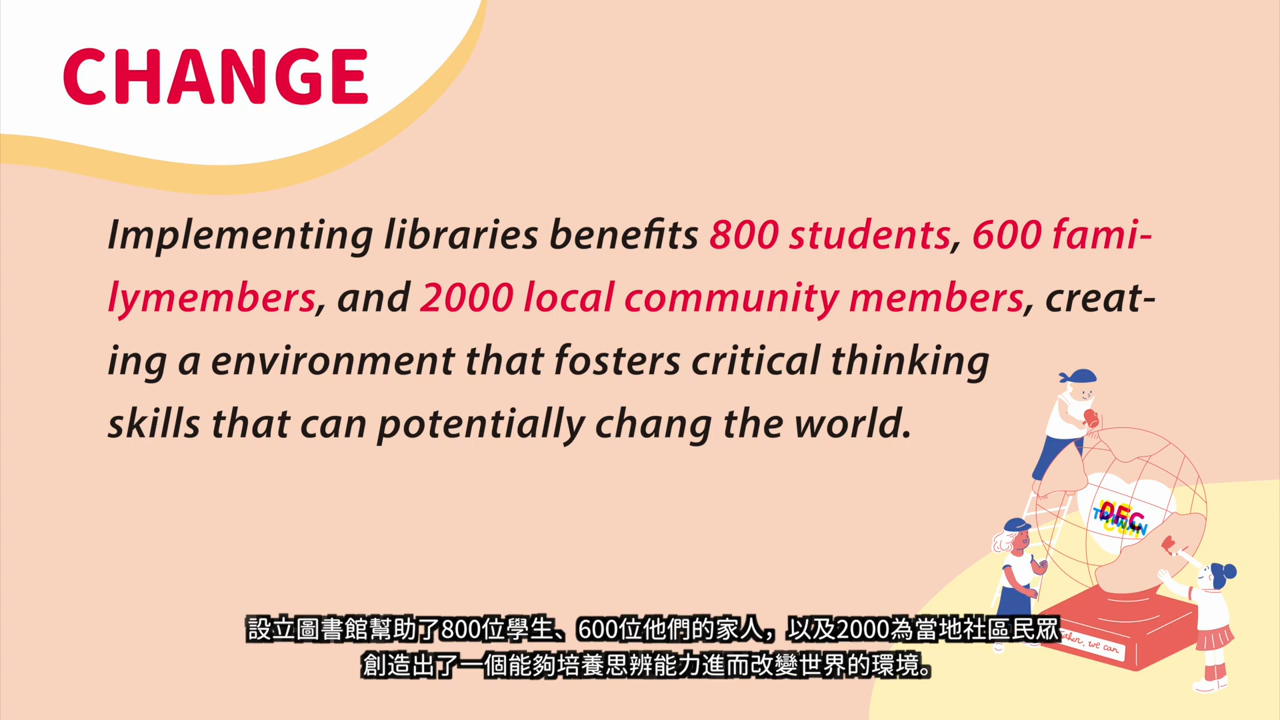 CHANGE
Implementing libraries benefits 800 students, 600 fami-
lymembers, and 2000 local community members, creat-
ing a environment that fosters critical thinking
skills that can potentially chang the world.
DFC
TAIWAN
we can
設立圖書館幫助了800位學生、600位他們的家人，以及2000為當地社區民眾
創造出了一個能夠培養思辨能力進而改變世界的環境。